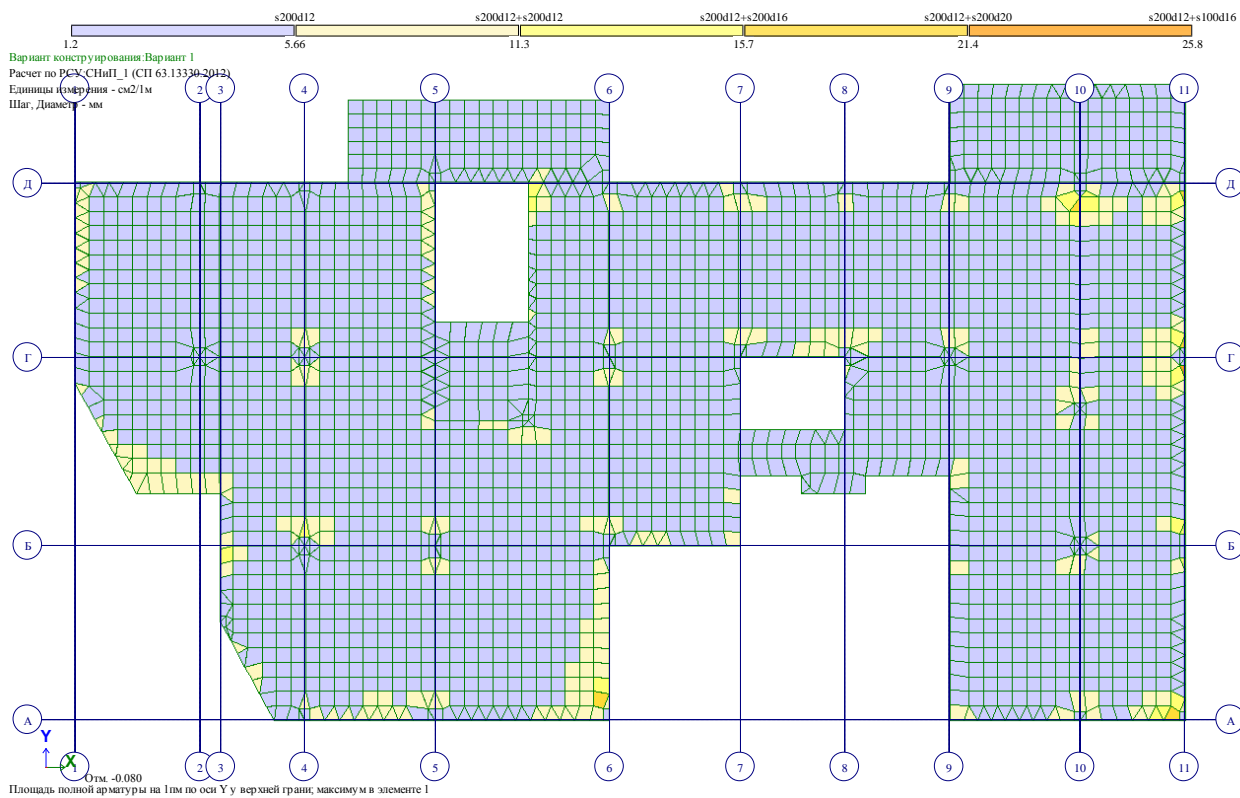 s200d12 s200d12+s200d12 s200d12+s200d16 s200d12+s200d20 s200d12+s100d16
1.2 5.66 11.3 15.7 21.4 25.8
Вариант конструирования:Вариант 1
Расчет по РСУ:СНиП_1 (СП 63.13330.2012)
Единицы измерения - см2/1м
Шаг, Диаметр - мм
2 3 4 5 6 7 8 9 10 11
Д Д
Г Г
Б Б
А А
Y
X
1 2 3 4 5 6 7 8 9 10 11
Отм. -0.080
Площадь полной арматуры на 1пм по оси Y у верхней грани; максимум в элементе 1